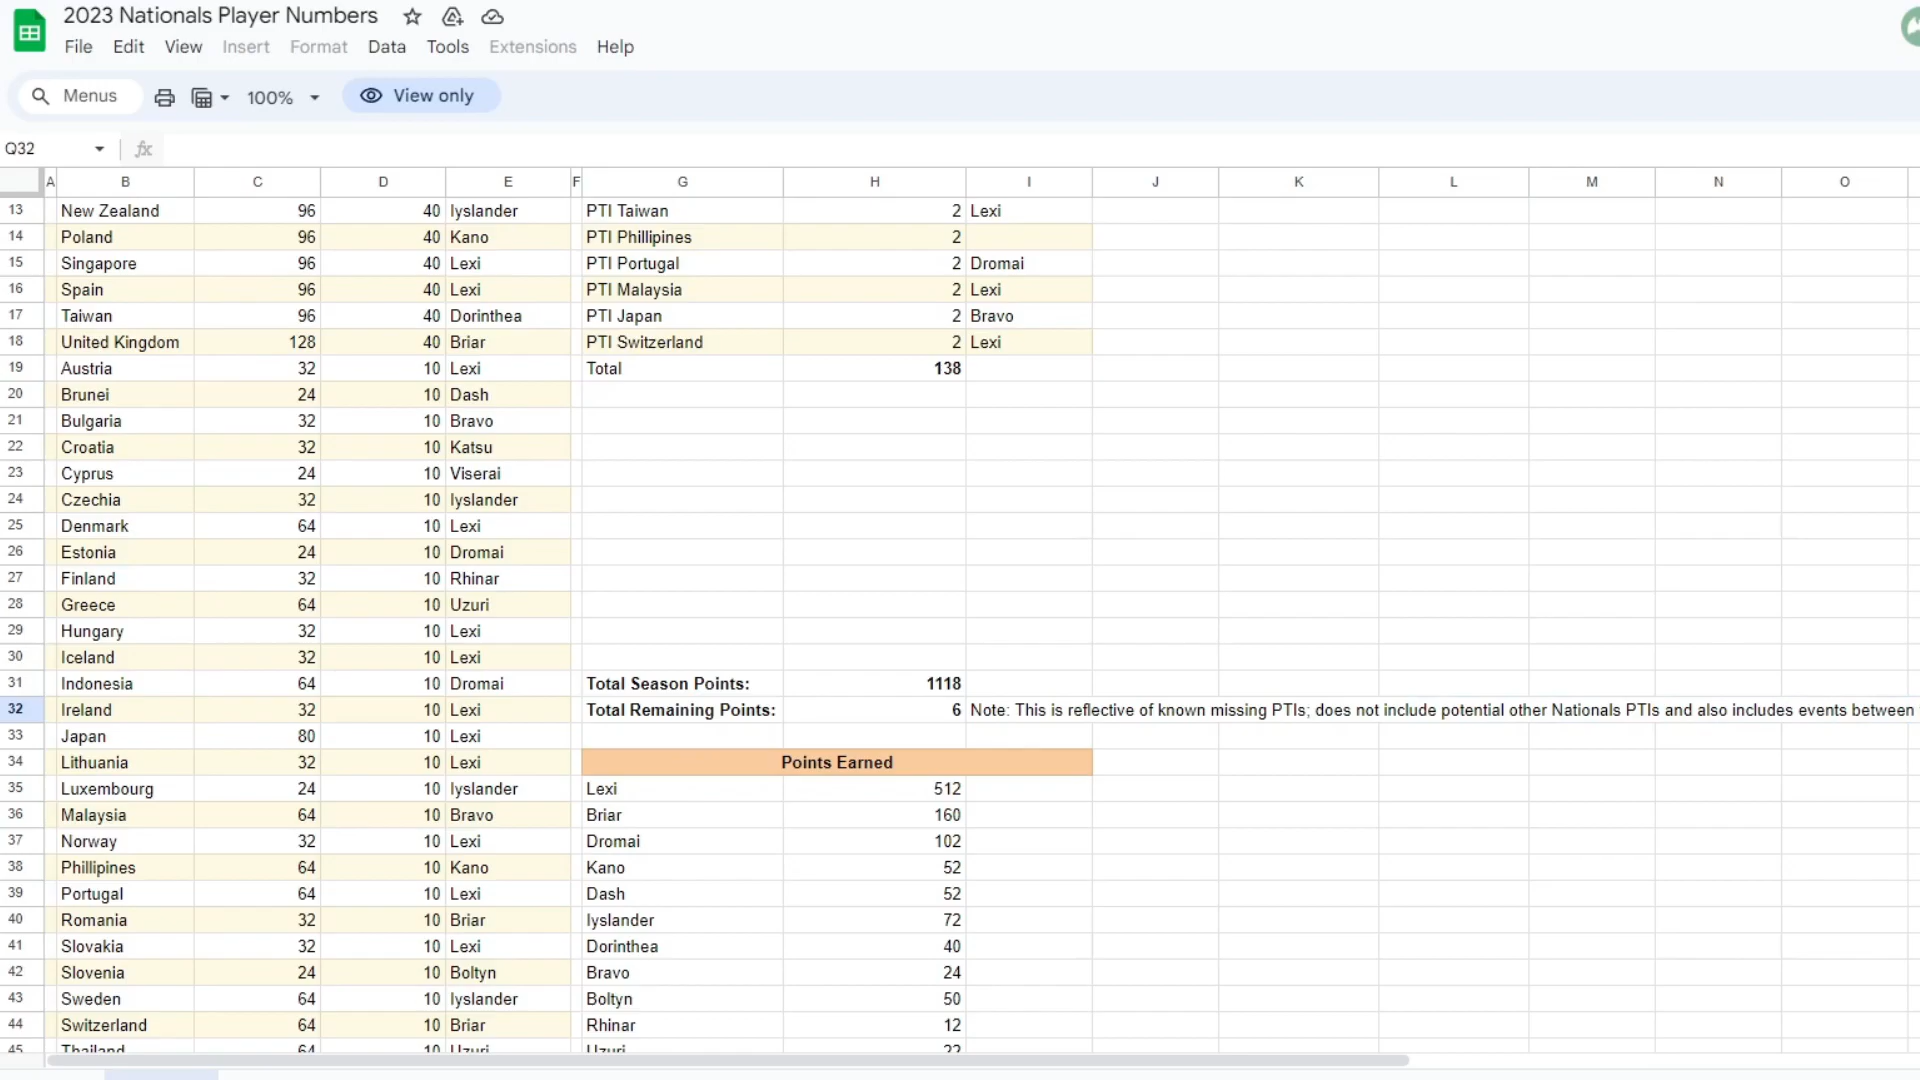 2023 Nationals Player Numbers
File Edit View Insert Format Data Tools Extensions Help
Menus 100% View only
Q32 fx
A B C D E F G H I J K L M N O
13 New Zealand 96 40 Iyslander PTI Taiwan 2 Lexi
14 Poland 96 40 Kano PTI Phillipines 2
15 Singapore 96 40 Lexi PTI Portugal 2 Dromai
16 Spain 96 40 Lexi PTI Malaysia 2 Lexi
17 Taiwan 96 40 Dorinthea PTI Japan 2 Bravo
18 United Kingdom 128 40 Briar PTI Switzerland 2 Lexi
19 Austria 32 10 Lexi Total 138
20 Brunei 24 10 Dash
21 Bulgaria 32 10 Bravo
22 Croatia 32 10 Katsu
23 Cyprus 24 10 Viserai
24 Czechia 32 10 Iyslander
25 Denmark 64 10 Lexi
26 Estonia 24 10 Dromai
27 Finland 32 10 Rhinar
28 Greece 64 10 Uzuri
29 Hungary 32 10 Lexi
30 Iceland 32 10 Lexi
31 Indonesia 64 10 Dromai Total Season Points: 1118
32 Ireland 32 10 Lexi Total Remaining Points: 6 Note: This is reflective of known missing PTIs; does not include potential other Nationals PTIs and also includes events between
33 Japan 80 10 Lexi
34 Lithuania 32 10 Lexi Points Earned
35 Luxembourg 24 10 Iyslander Lexi 512
36 Malaysia 64 10 Bravo Briar 160
37 Norway 32 10 Lexi Dromai 102
38 Phillipines 64 10 Kano Kano 52
39 Portugal 64 10 Lexi Dash 52
40 Romania 32 10 Briar Iyslander 72
41 Slovakia 32 10 Lexi Dorinthea 40
42 Slovenia 24 10 Boltyn Bravo 24
43 Sweden 64 10 Iyslander Boltyn 50
44 Switzerland 64 10 Briar Rhinar 12
45 Thailand 64 10 Uzuri Uzuri 22